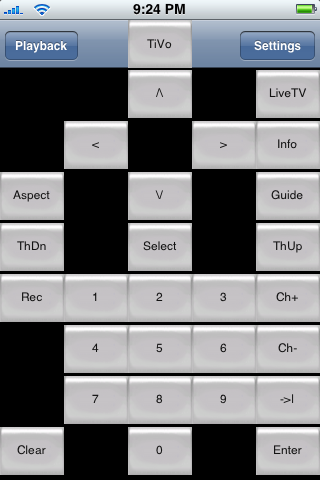 9:24 PM
Playback TiVo Settings
/\ LiveTV
< > Info
Aspect \/ Guide
ThDn Select ThUp
Rec 1 2 3 Ch+
4 5 6 Ch-
7 8 9 ->|
Clear 0 Enter